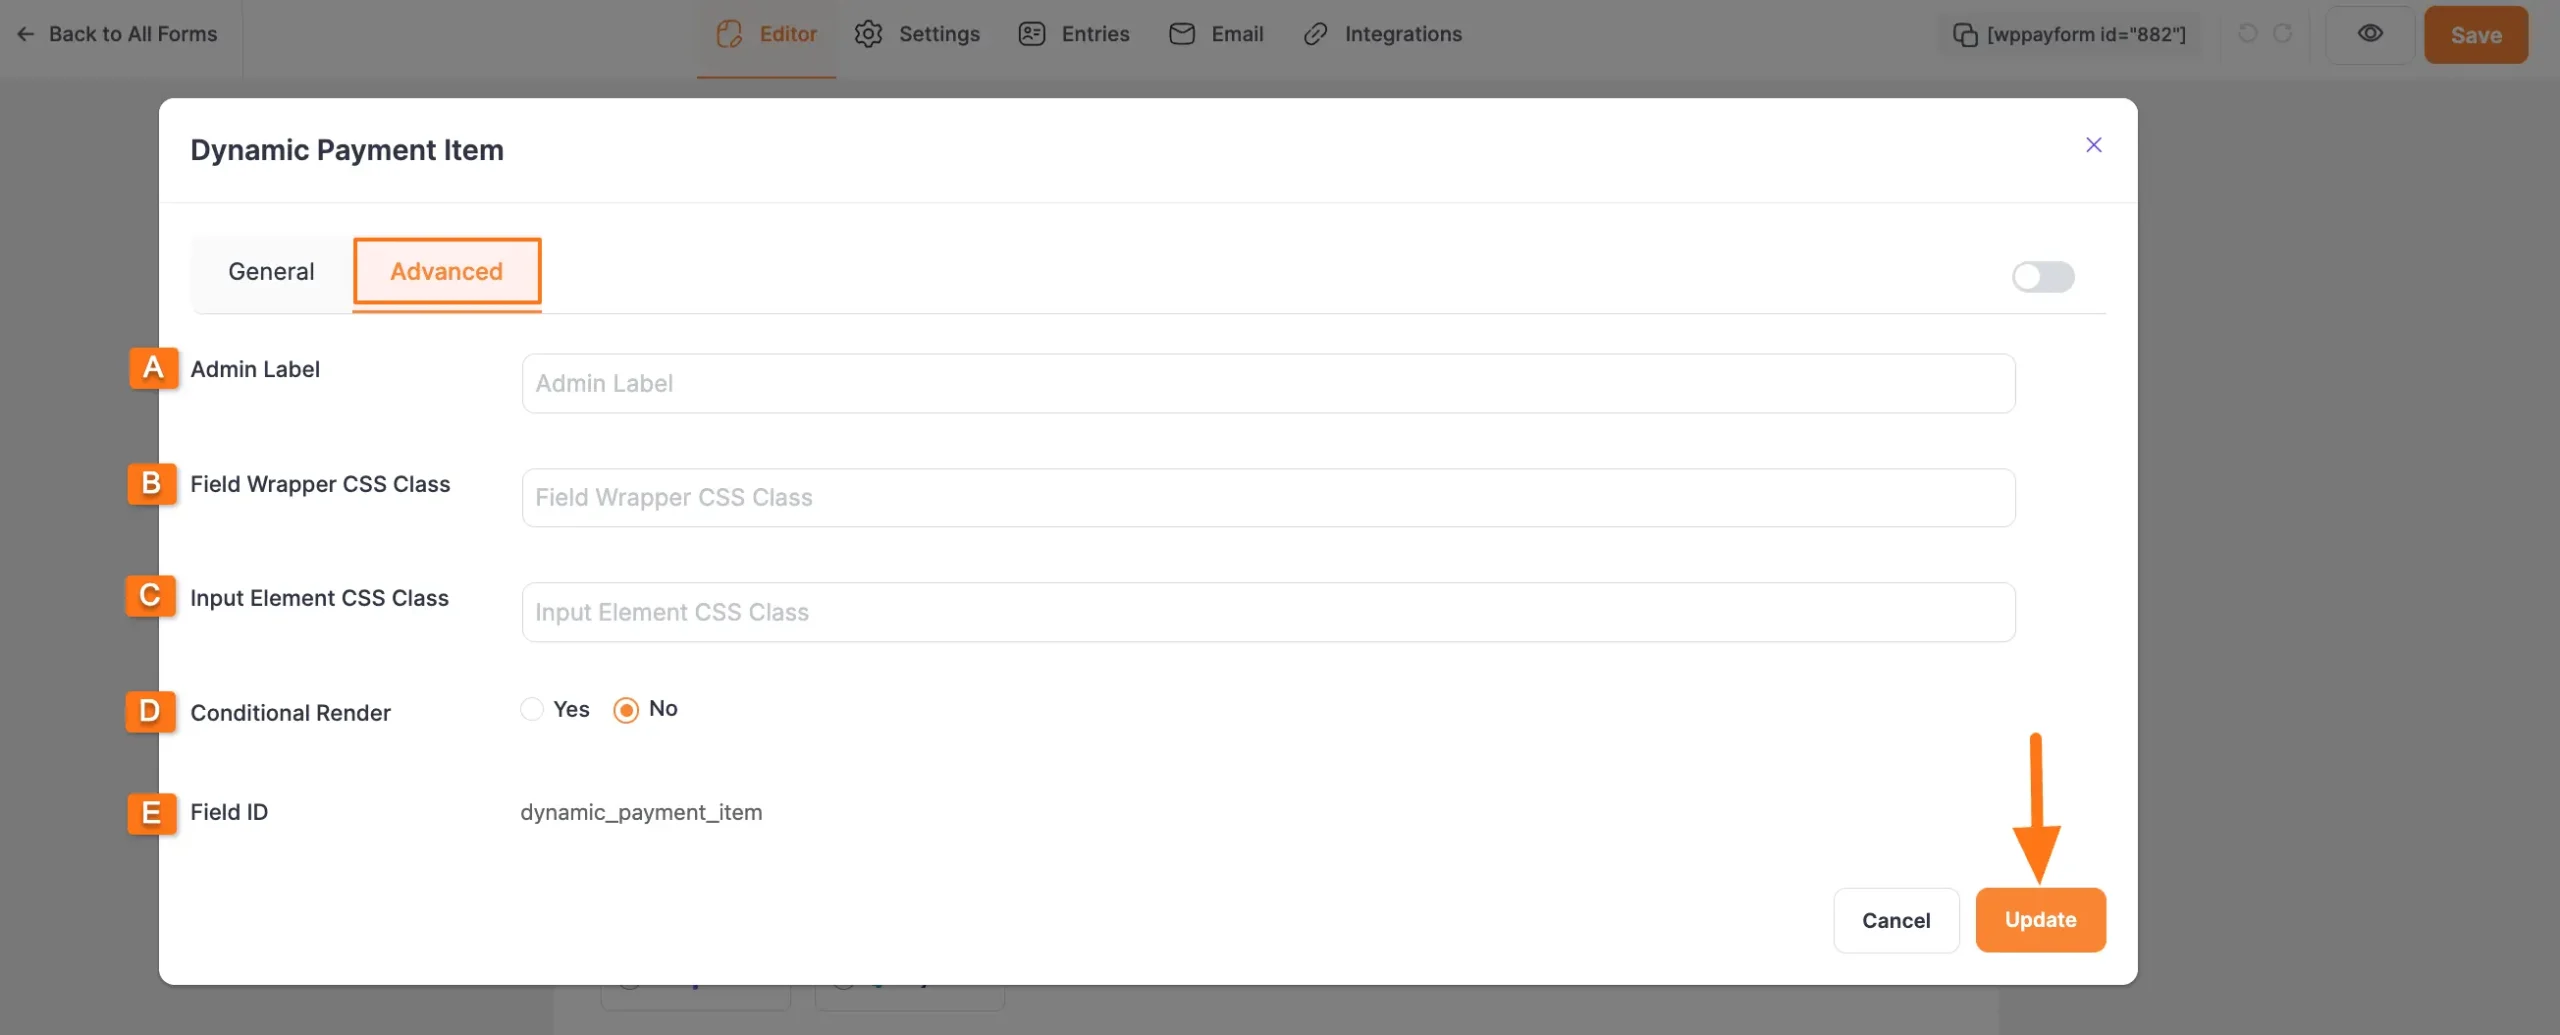 Back to All Forms
Editor
Settings
Entries
Email
Integrations
[wppayform id="882"]
Save
Dynamic Payment Item
General
Advanced
A Admin Label
Admin Label
B Field Wrapper CSS Class
Field Wrapper CSS Class
C Input Element CSS Class
Input Element CSS Class
D Conditional Render
Yes No
E Field ID
dynamic_payment_item
Cancel
Update